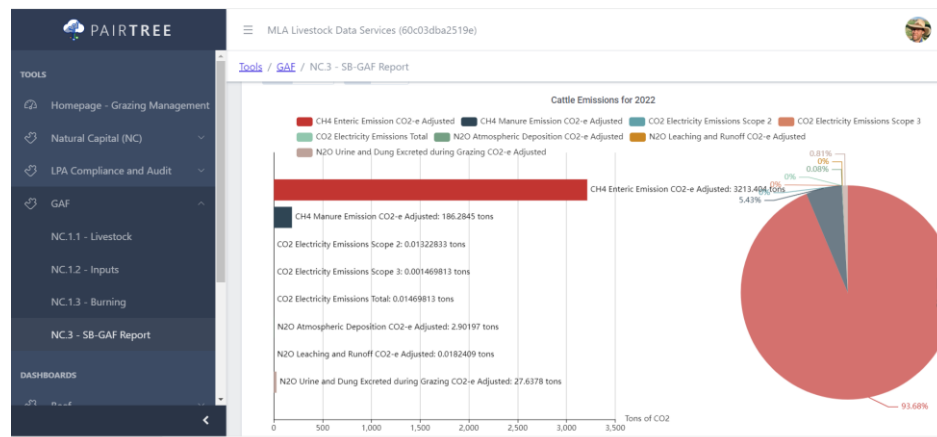 PAIRTREE
MLA Livestock Data Services (60c03dba2519e)
TOOLS
Homepage - Grazing Management
Natural Capital (NC)
LPA Compliance and Audit
GAF
NC.1.1 - Livestock
NC.1.2 - Inputs
NC.1.3 - Burning
NC.3 - SB-GAF Report
DASHBOARDS
Tools / GAF / NC.3 - SB-GAF Report
Cattle Emissions for 2022
CH4 Enteric Emission CO2-e Adjusted CH4 Manure Emission CO2-e Adjusted CO2 Electricity Emissions Scope 2 CO2 Electricity Emissions Scope 3
CO2 Electricity Emissions Total N2O Atmospheric Deposition CO2-e Adjusted N2O Leaching and Runoff CO2-e Adjusted
N2O Urine and Dung Excreted during Grazing CO2-e Adjusted
CH4 Enteric Emission CO2-e Adjusted: 3213.404 tons
CH4 Manure Emission CO2-e Adjusted: 186.2845 tons
CO2 Electricity Emissions Scope 2: 0.01322833 tons
CO2 Electricity Emissions Scope 3: 0.001469813 tons
CO2 Electricity Emissions Total: 0.01469813 tons
N2O Atmospheric Deposition CO2-e Adjusted: 2.90197 tons
N2O Leaching and Runoff CO2-e Adjusted: 0.0182409 tons
N2O Urine and Dung Excreted during Grazing CO2-e Adjusted: 27.6378 tons
0 500 1,000 1,500 2,000 2,500 3,000 3,500
Tons of CO2
0.81%
0%
0.08%
0%
0%
5.43%
93.68%